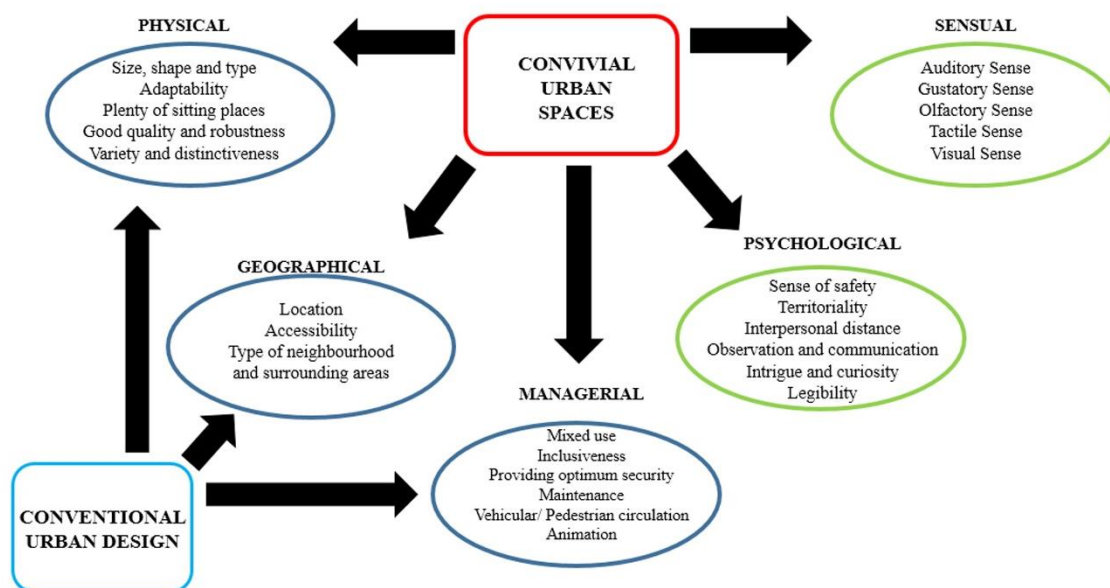 PHYSICAL
Size, shape and type
Adaptability
Plenty of sitting places
Good quality and robustness
Variety and distinctiveness
CONVIVIAL
URBAN
SPACES
SENSUAL
Auditory Sense
Gustatory Sense
Olfactory Sense
Tactile Sense
Visual Sense
GEOGRAPHICAL
Location
Accessibility
Type of neighbourhood
and surrounding areas
PSYCHOLOGICAL
Sense of safety
Territoriality
Interpersonal distance
Observation and communication
Intrigue and curiosity
Legibility
MANAGERIAL
Mixed use
Inclusiveness
Providing optimum security
Maintenance
Vehicular/ Pedestrian circulation
Animation
CONVENTIONAL
URBAN DESIGN